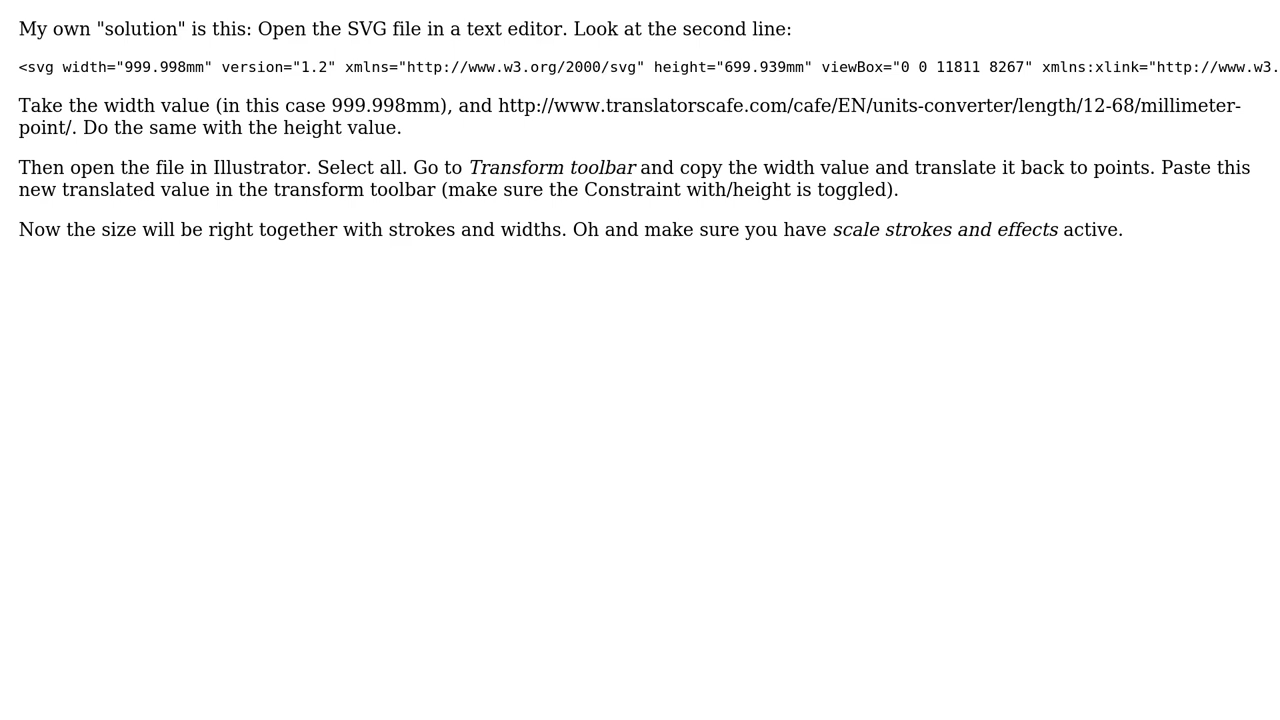 My own "solution" is this: Open the SVG file in a text editor. Look at the second line:
<svg width="999.998mm" version="1.2" xmlns="http://www.w3.org/2000/svg" height="699.939mm" viewBox="0 0 11811 8267" xmlns:xlink="http://www.w3.
Take the width value (in this case 999.998mm), and http://www.translatorscafe.com/cafe/EN/units-converter/length/12-68/millimeter-
point/. Do the same with the height value.
Then open the file in Illustrator. Select all. Go to Transform toolbar and copy the width value and translate it back to points. Paste this
new translated value in the transform toolbar (make sure the Constraint with/height is toggled).
Now the size will be right together with strokes and widths. Oh and make sure you have scale strokes and effects active.